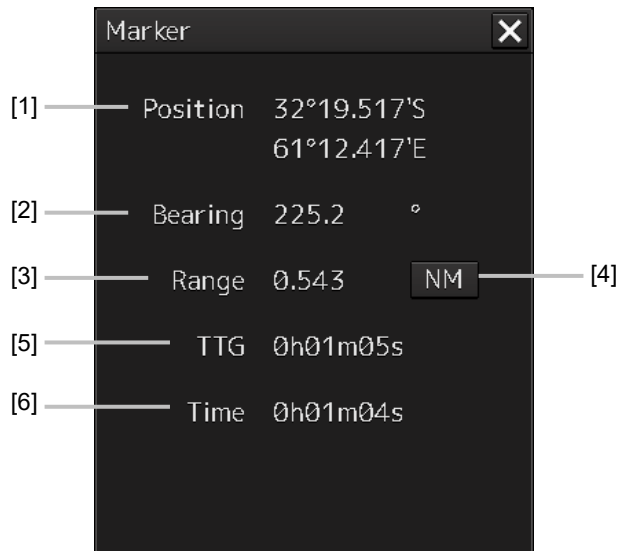 Marker
[1] Position 32°19.517'S
61°12.417'E
[2] Bearing 225.2 °
[3] Range 0.543 NM [4]
[5] TTG 0h01m05s
[6] Time 0h01m04s